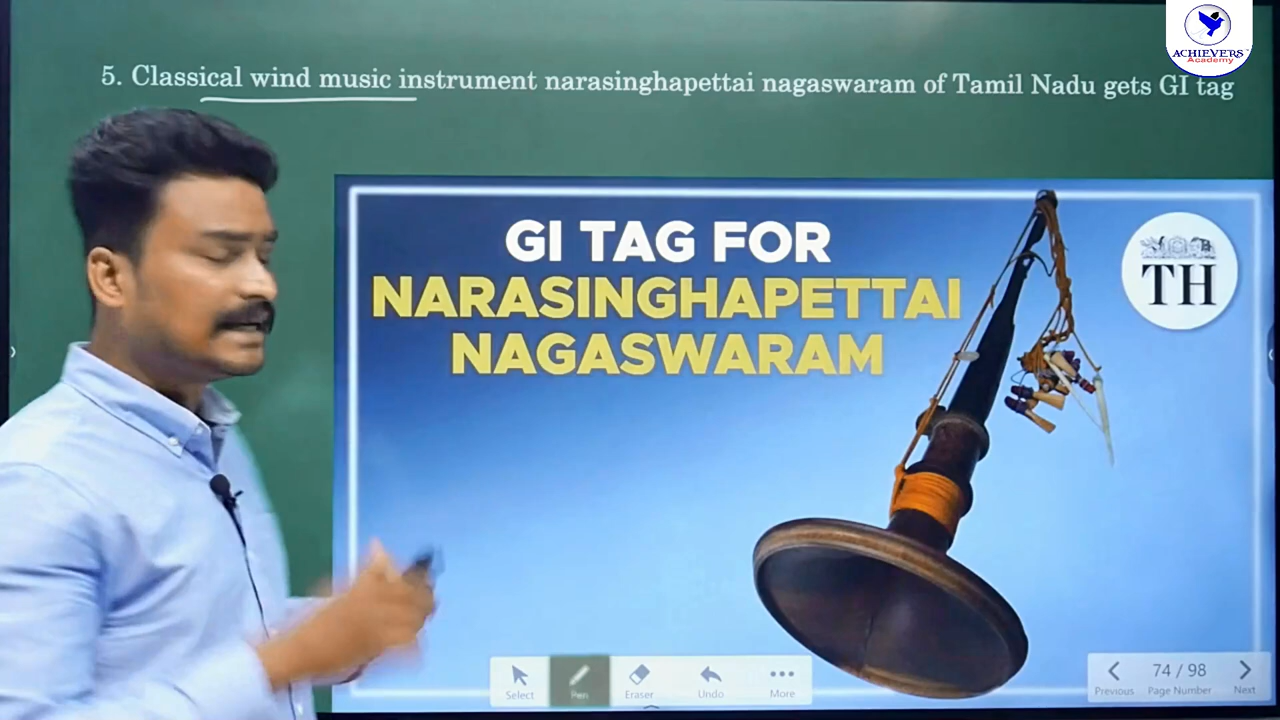 ACHIEVERS
Academy
5. Classical wind music instrument narasinghapettai nagaswaram of Tamil Nadu gets GI tag
GI TAG FOR
NARASINGHAPETTAI
NAGASWARAM
TH
Select
Pen
Eraser
Undo
More
74 / 98
Previous
Page Number
Next